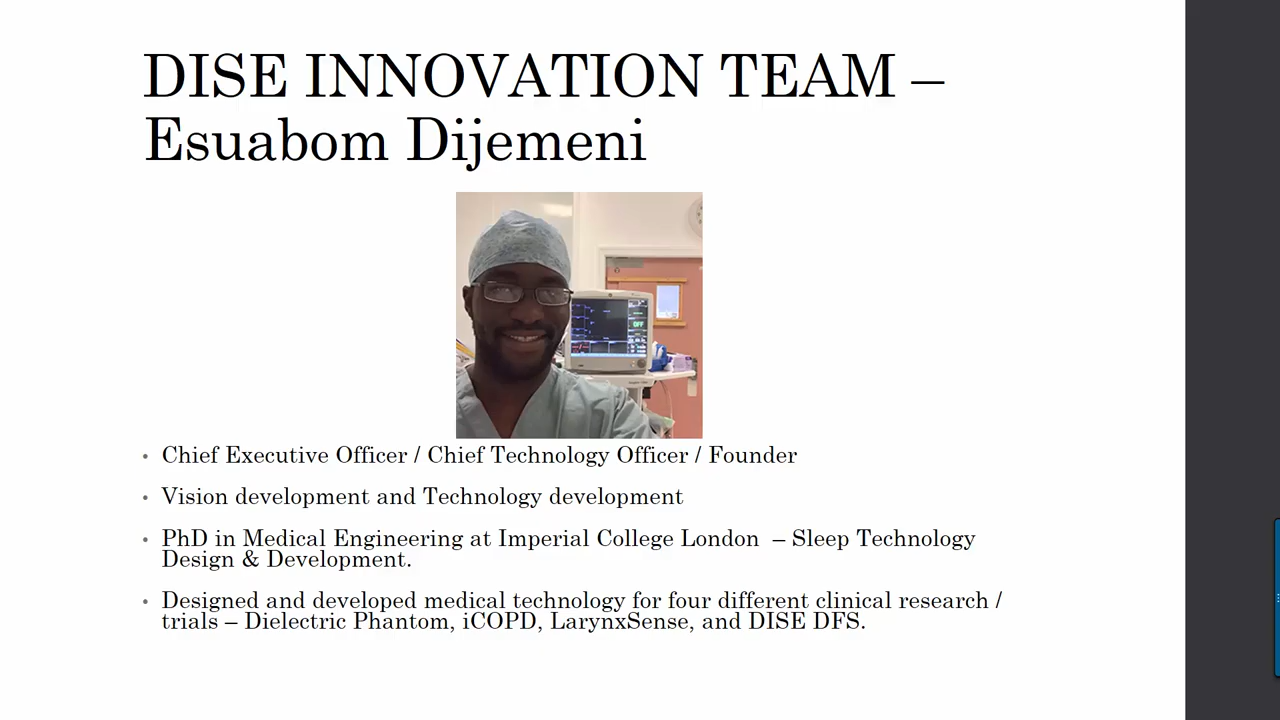 DISE INNOVATION TEAM –
Esuabom Dijemeni
OFF
• Chief Executive Officer / Chief Technology Officer / Founder
• Vision development and Technology development
• PhD in Medical Engineering at Imperial College London – Sleep Technology
Design & Development.
• Designed and developed medical technology for four different clinical research /
trials – Dielectric Phantom, iCOPD, LarynxSense, and DISE DFS.